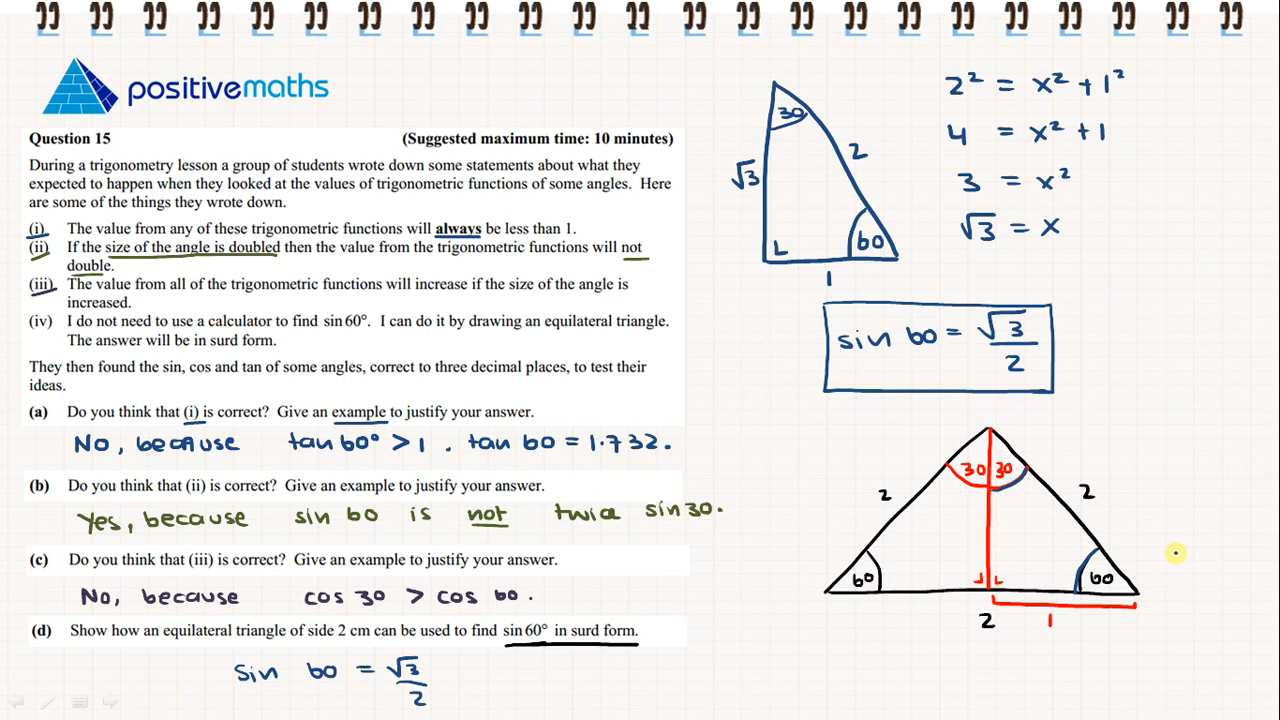 positivemaths
Question 15 (Suggested maximum time: 10 minutes)
During a trigonometry lesson a group of students wrote down some statements about what they
expected to happen when they looked at the values of trigonometric functions of some angles. Here
are some of the things they wrote down.
(i) The value from any of these trigonometric functions will always be less than 1.
(ii) If the size of the angle is doubled then the value from the trigonometric functions will not
double.
(iii) The value from all of the trigonometric functions will increase if the size of the angle is
increased.
(iv) I do not need to use a calculator to find sin 60°. I can do it by drawing an equilateral triangle.
The answer will be in surd form.
They then found the sin, cos and tan of some angles, correct to three decimal places, to test their
ideas.
(a) Do you think that (i) is correct? Give an example to justify your answer.
No, because tan 60° > 1 . tan 60 = 1.732.
(b) Do you think that (ii) is correct? Give an example to justify your answer.
Yes, because sin 60 is not twice sin 30.
(c) Do you think that (iii) is correct? Give an example to justify your answer.
No, because cos 30 > cos 60 .
(d) Show how an equilateral triangle of side 2 cm can be used to find sin 60° in surd form.
sin 60 = √3
2
30
√3
2
60
1
2² = x² + 1²
4 = x² + 1
3 = x²
√3 = x
sin 60 = √3
2
30 30
2 2
60 60
2 1